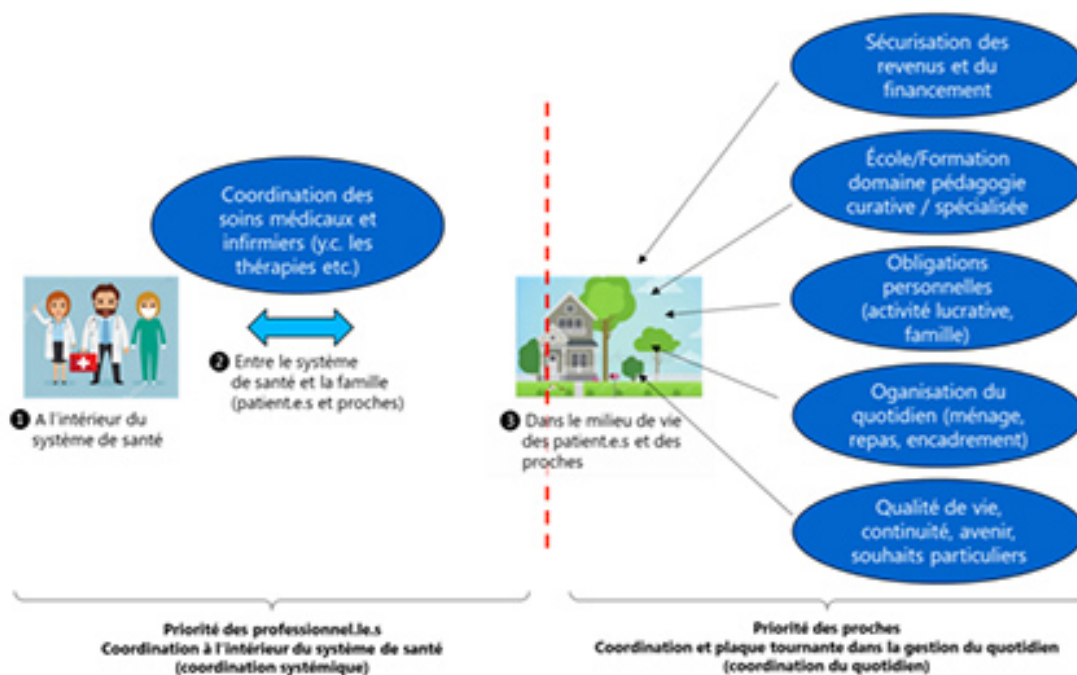 Sécurisation des
revenus et du
financement
École/Formation
domaine pédagogie
curative / spécialisée
Obligations
personnelles
(activité lucrative,
famille)
Oganisation du
quotidien (ménage,
repas, encadrement)
Qualité de vie,
continuité, avenir,
souhaits particuliers
Coordination des
soins médicaux et
infirmiers (y.c. les
thérapies etc.)
❶ A l'intérieur du
système de santé
❷ Entre le système
de santé et la famille
(patient.e.s et proches)
❸ Dans le milieu de vie
des patient.e.s et des
proches
Priorité des professionnel.le.s
Coordination à l'intérieur du système de santé
(coordination systémique)
Priorité des proches
Coordination et plaque tournante dans la gestion du quotidien
(coordination du quotidien)